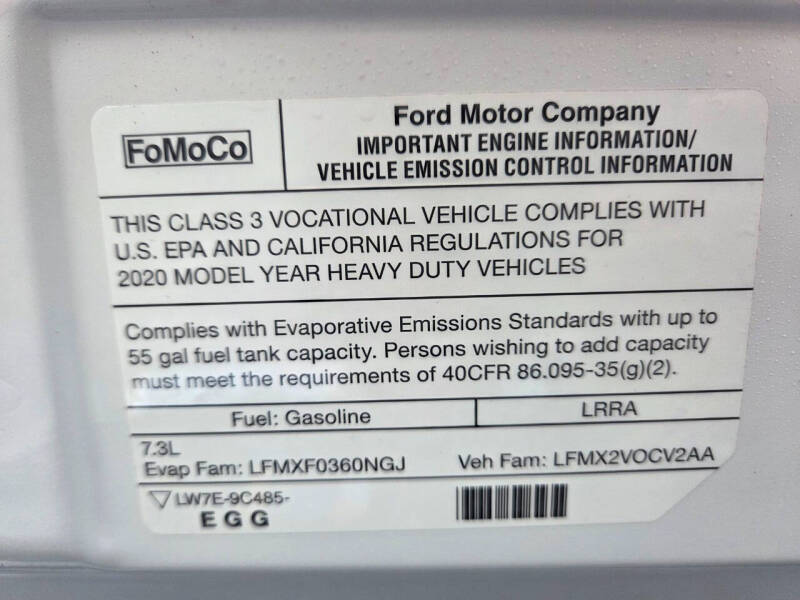 FoMoCo
Ford Motor Company
IMPORTANT ENGINE INFORMATION/
VEHICLE EMISSION CONTROL INFORMATION
THIS CLASS 3 VOCATIONAL VEHICLE COMPLIES WITH
U.S. EPA AND CALIFORNIA REGULATIONS FOR
2020 MODEL YEAR HEAVY DUTY VEHICLES
Complies with Evaporative Emissions Standards with up to
55 gal fuel tank capacity. Persons wishing to add capacity
must meet the requirements of 40CFR 86.095-35(g)(2).
Fuel: Gasoline LRRA
7.3L
Evap Fam: LFMXF0360NGJ Veh Fam: LFMX2VOCV2AA
LW7E-9C485-
EGG